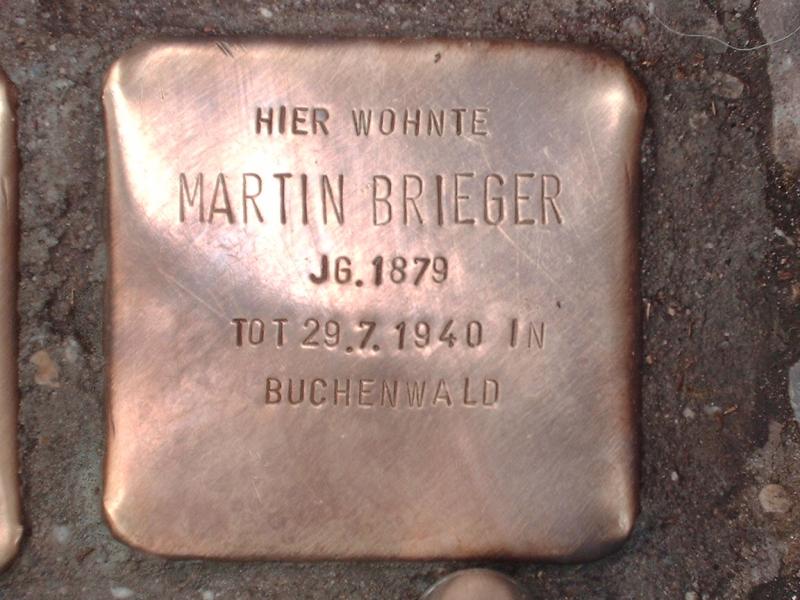 HIER WOHNTE
MARTIN BRIEGER
JG. 1879
TOT 29.7.1940 IN
BUCHENWALD